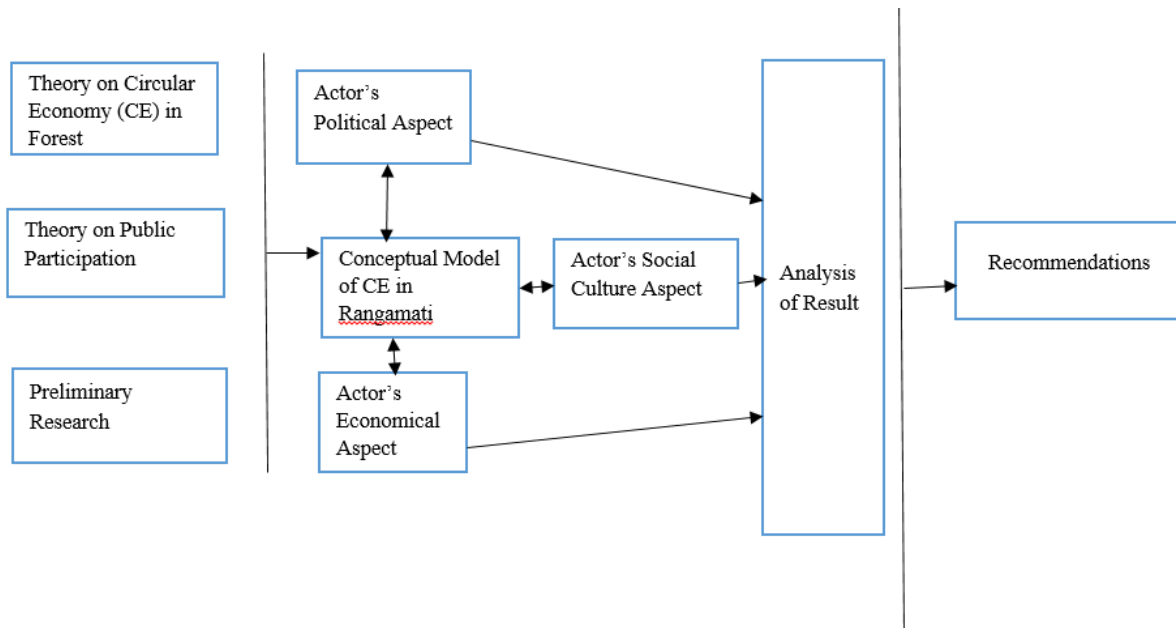 Theory on Circular
Economy (CE) in
Forest
Theory on Public
Participation
Preliminary
Research
Actor's
Political Aspect
Conceptual Model
of CE in
Rangamati
Actor's Social
Culture Aspect
Actor's
Economical
Aspect
Analysis
of Result
Recommendations